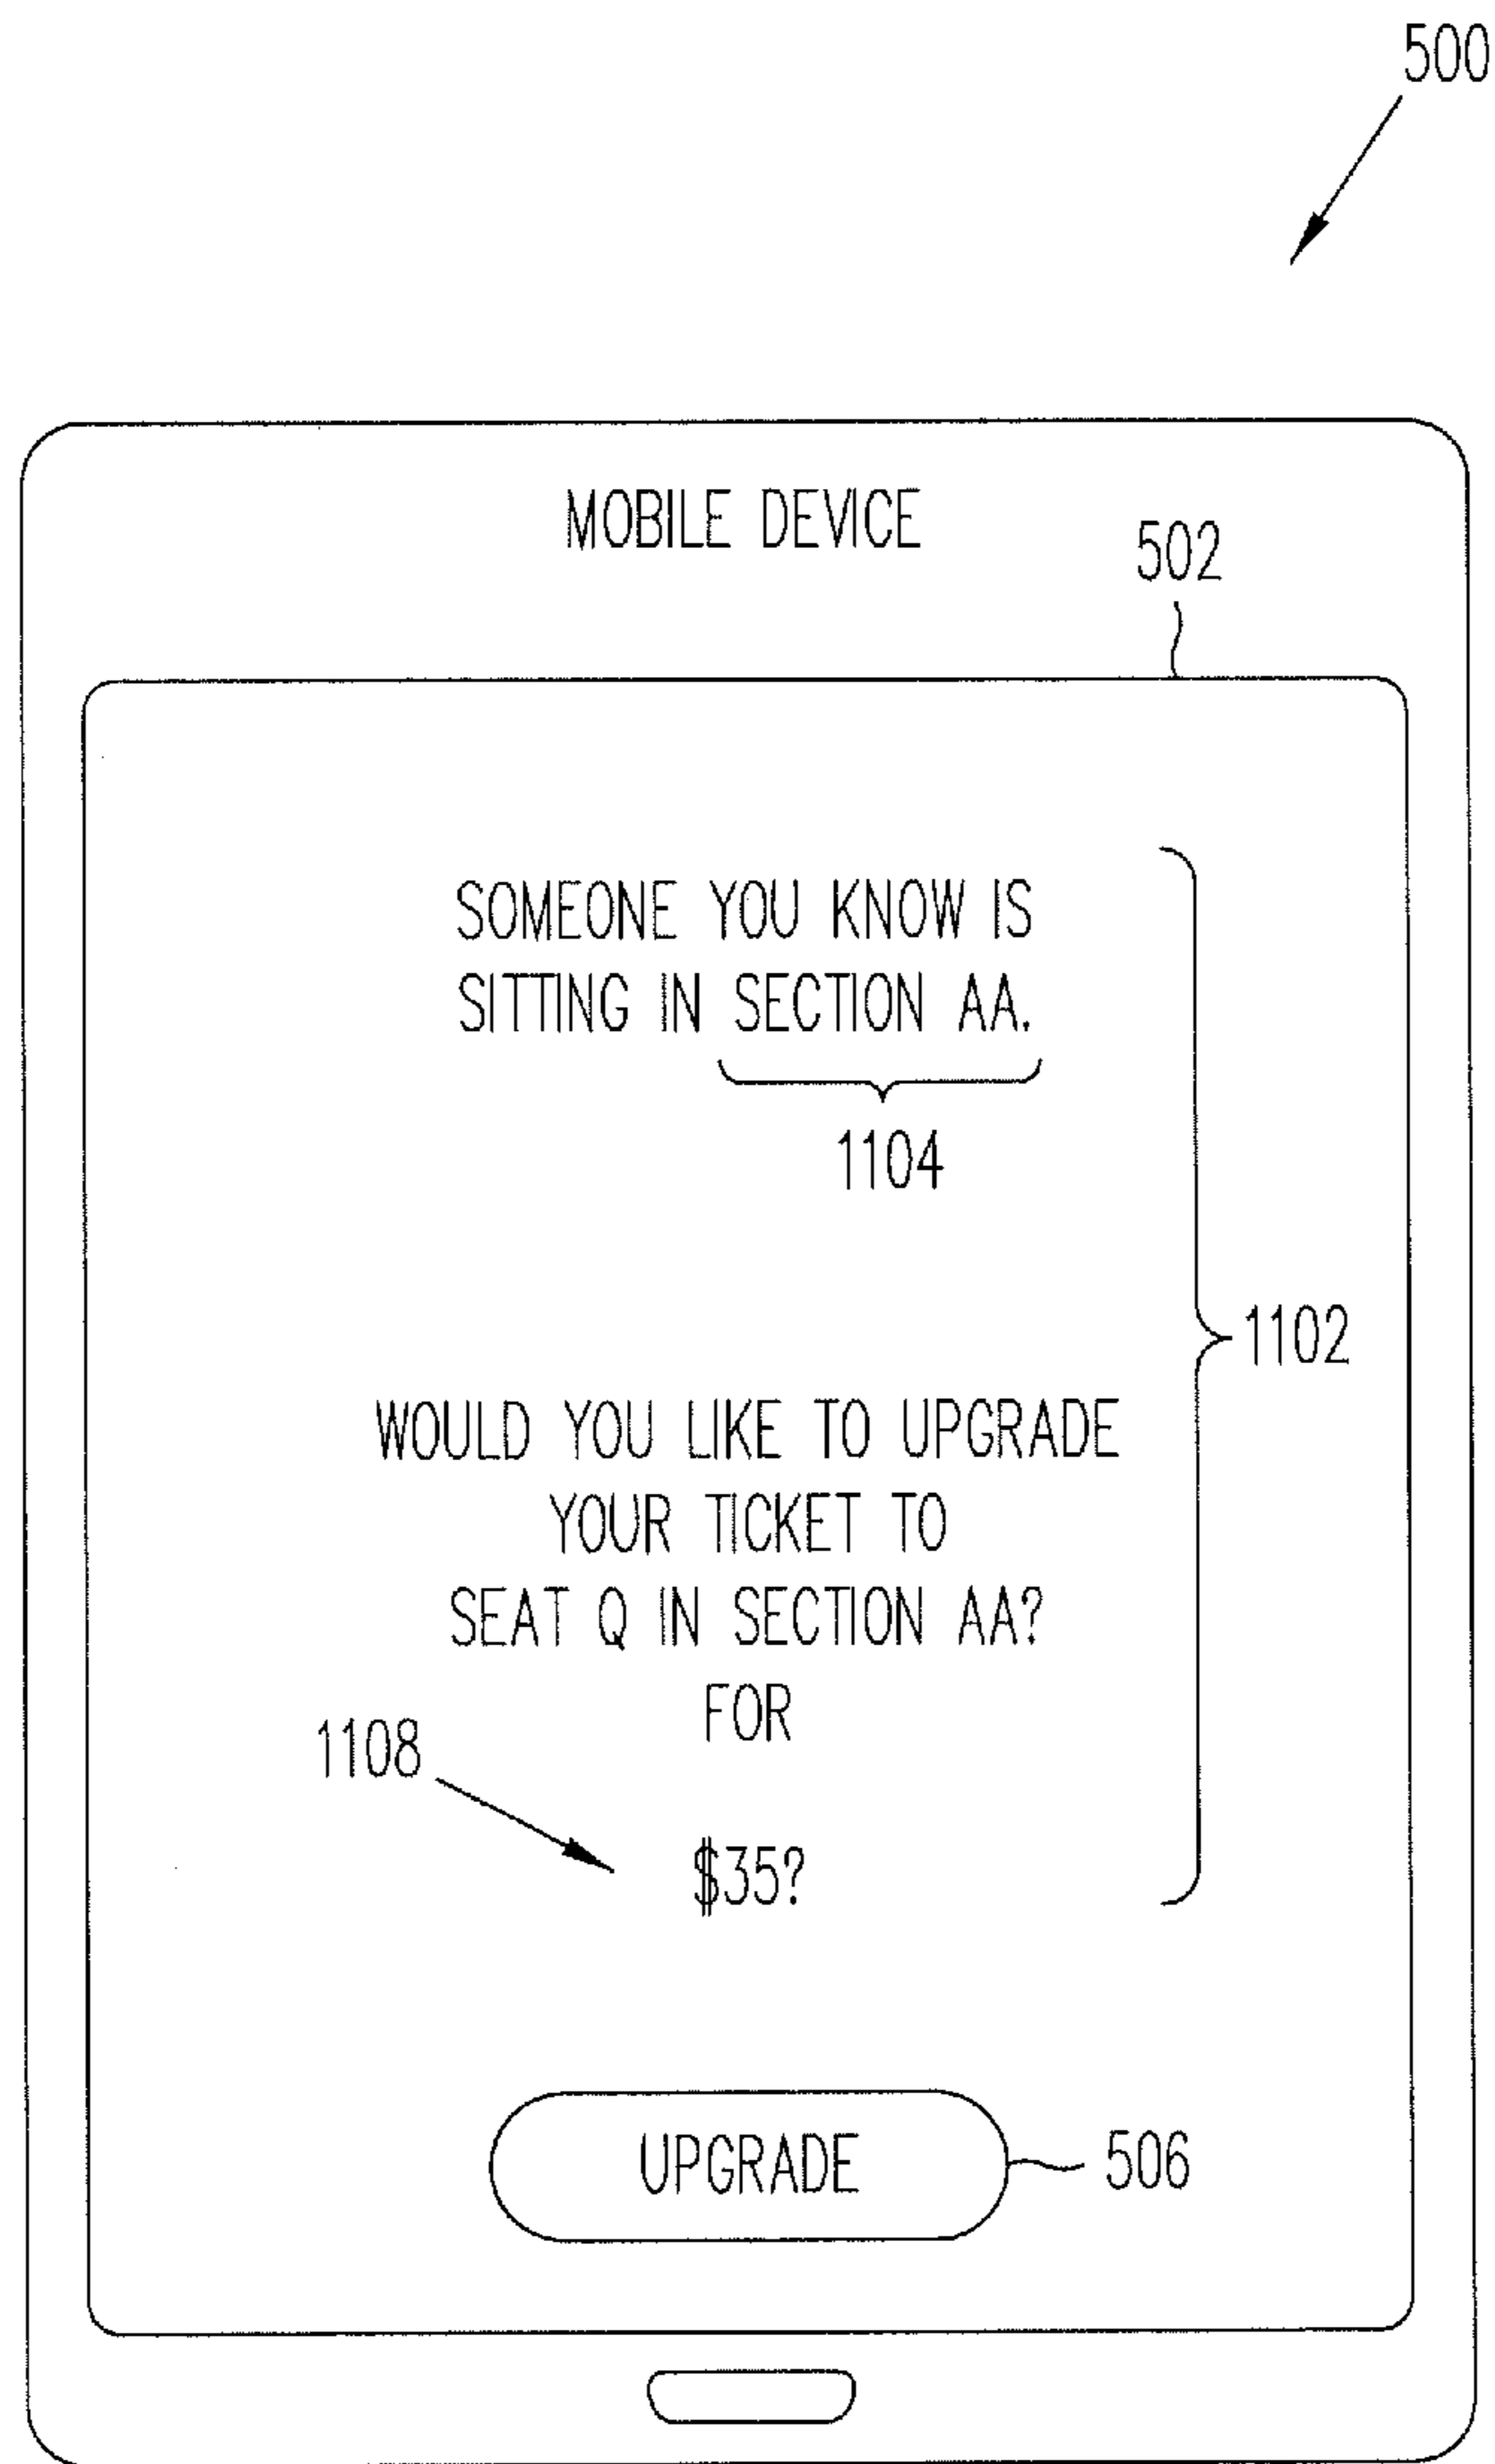 500
MOBILE DEVICE
502
SOMEONE YOU KNOW IS
SITTING IN SECTION AA.
1104
1102
WOULD YOU LIKE TO UPGRADE
YOUR TICKET TO
SEAT Q IN SECTION AA?
FOR
1108
$35?
UPGRADE
506